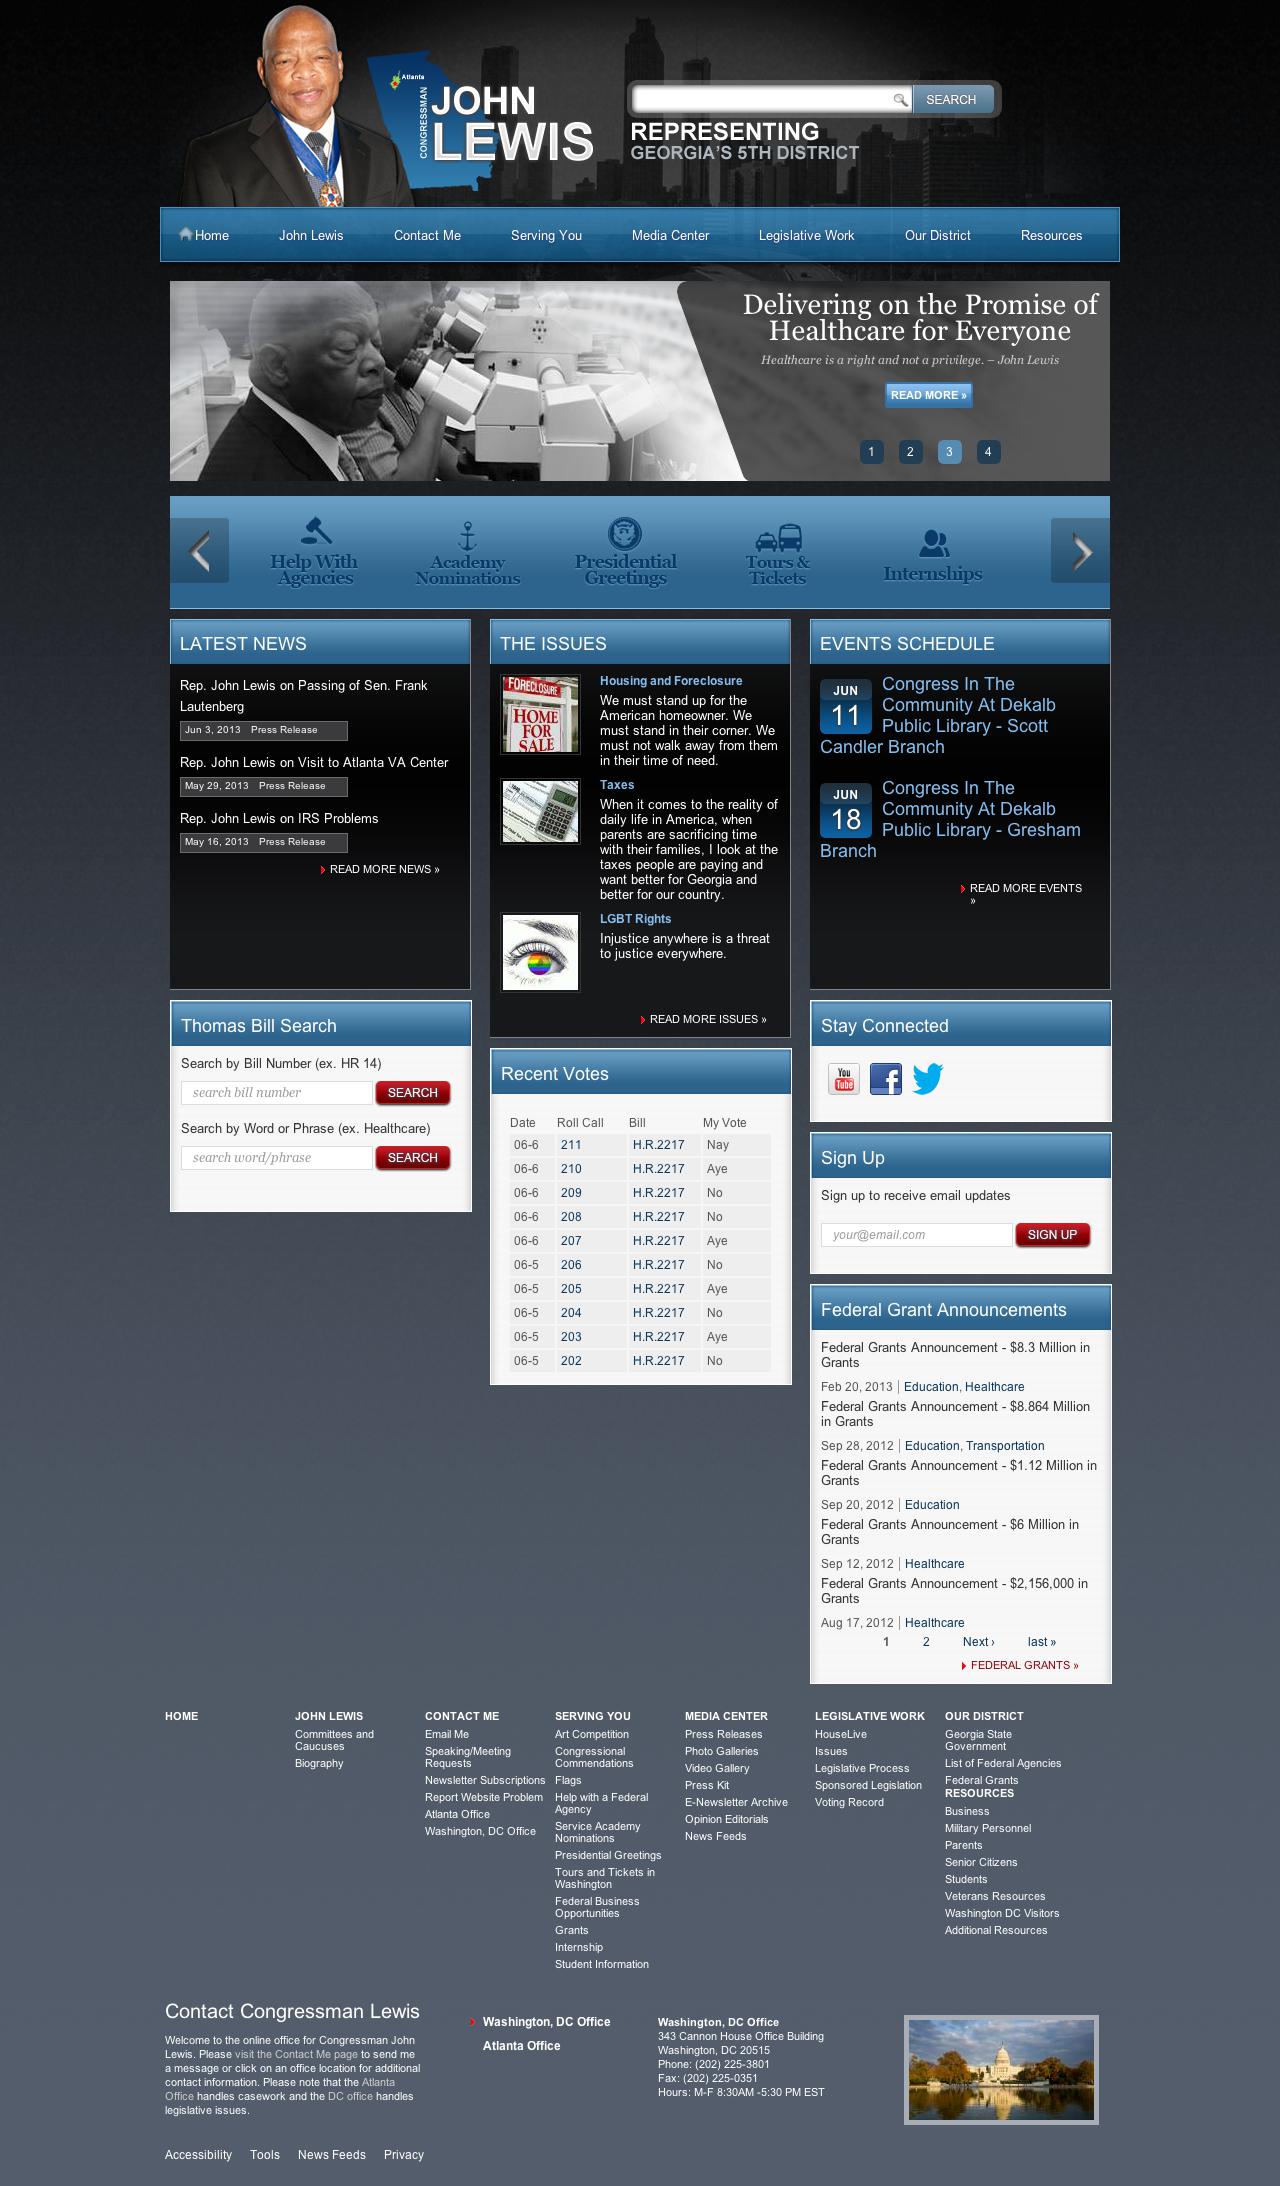 Atlanta
CONGRESSMAN
JOHN
LEWIS
SEARCH
REPRESENTING
GEORGIA'S 5TH DISTRICT
Home John Lewis Contact Me Serving You Media Center Legislative Work Our District Resources
Delivering on the Promise of
Healthcare for Everyone
Healthcare is a right and not a privilege. – John Lewis
READ MORE »
1 2 3 4
Help With
Agencies
Academy
Nominations
Presidential
Greetings
Tours &
Tickets
Internships
LATEST NEWS
Rep. John Lewis on Passing of Sen. Frank
Lautenberg
Jun 3, 2013 Press Release
Rep. John Lewis on Visit to Atlanta VA Center
May 29, 2013 Press Release
Rep. John Lewis on IRS Problems
May 16, 2013 Press Release
READ MORE NEWS »
THE ISSUES
FORECLOSURE
HOME
FOR
SALE
Housing and Foreclosure
We must stand up for the
American homeowner. We
must stand in their corner. We
must not walk away from them
in their time of need.
Taxes
When it comes to the reality of
daily life in America, when
parents are sacrificing time
with their families, I look at the
taxes people are paying and
want better for Georgia and
better for our country.
LGBT Rights
Injustice anywhere is a threat
to justice everywhere.
READ MORE ISSUES »
EVENTS SCHEDULE
JUN
11
Congress In The
Community At Dekalb
Public Library - Scott
Candler Branch
JUN
18
Congress In The
Community At Dekalb
Public Library - Gresham
Branch
READ MORE EVENTS
»
Thomas Bill Search
Search by Bill Number (ex. HR 14)
search bill number SEARCH
Search by Word or Phrase (ex. Healthcare)
search word/phrase SEARCH
Recent Votes
Date Roll Call Bill My Vote
06-6 211 H.R.2217 Nay
06-6 210 H.R.2217 Aye
06-6 209 H.R.2217 No
06-6 208 H.R.2217 No
06-6 207 H.R.2217 Aye
06-5 206 H.R.2217 No
06-5 205 H.R.2217 Aye
06-5 204 H.R.2217 No
06-5 203 H.R.2217 Aye
06-5 202 H.R.2217 No
Stay Connected
You
Tube
f
Sign Up
Sign up to receive email updates
your@email.com SIGN UP
Federal Grant Announcements
Federal Grants Announcement - $8.3 Million in
Grants
Feb 20, 2013 Education, Healthcare
Federal Grants Announcement - $8.864 Million
in Grants
Sep 28, 2012 Education, Transportation
Federal Grants Announcement - $1.12 Million in
Grants
Sep 20, 2012 Education
Federal Grants Announcement - $6 Million in
Grants
Sep 12, 2012 Healthcare
Federal Grants Announcement - $2,156,000 in
Grants
Aug 17, 2012 Healthcare
1 2 Next › last »
FEDERAL GRANTS »
HOME
JOHN LEWIS
Committees and
Caucuses
Biography
CONTACT ME
Email Me
Speaking/Meeting
Requests
Newsletter Subscriptions
Report Website Problem
Atlanta Office
Washington, DC Office
SERVING YOU
Art Competition
Congressional
Commendations
Flags
Help with a Federal
Agency
Service Academy
Nominations
Presidential Greetings
Tours and Tickets in
Washington
Federal Business
Opportunities
Grants
Internship
Student Information
MEDIA CENTER
Press Releases
Photo Galleries
Video Gallery
Press Kit
E-Newsletter Archive
Opinion Editorials
News Feeds
LEGISLATIVE WORK
HouseLive
Issues
Legislative Process
Sponsored Legislation
Voting Record
OUR DISTRICT
Georgia State
Government
List of Federal Agencies
Federal Grants
RESOURCES
Business
Military Personnel
Parents
Senior Citizens
Students
Veterans Resources
Washington DC Visitors
Additional Resources
Contact Congressman Lewis
Welcome to the online office for Congressman John
Lewis. Please visit the Contact Me page to send me
a message or click on an office location for additional
contact information. Please note that the Atlanta
Office handles casework and the DC office handles
legislative issues.
Washington, DC Office
Atlanta Office
Washington, DC Office
343 Cannon House Office Building
Washington, DC 20515
Phone: (202) 225-3801
Fax: (202) 225-0351
Hours: M-F 8:30AM -5:30 PM EST
Accessibility Tools News Feeds Privacy